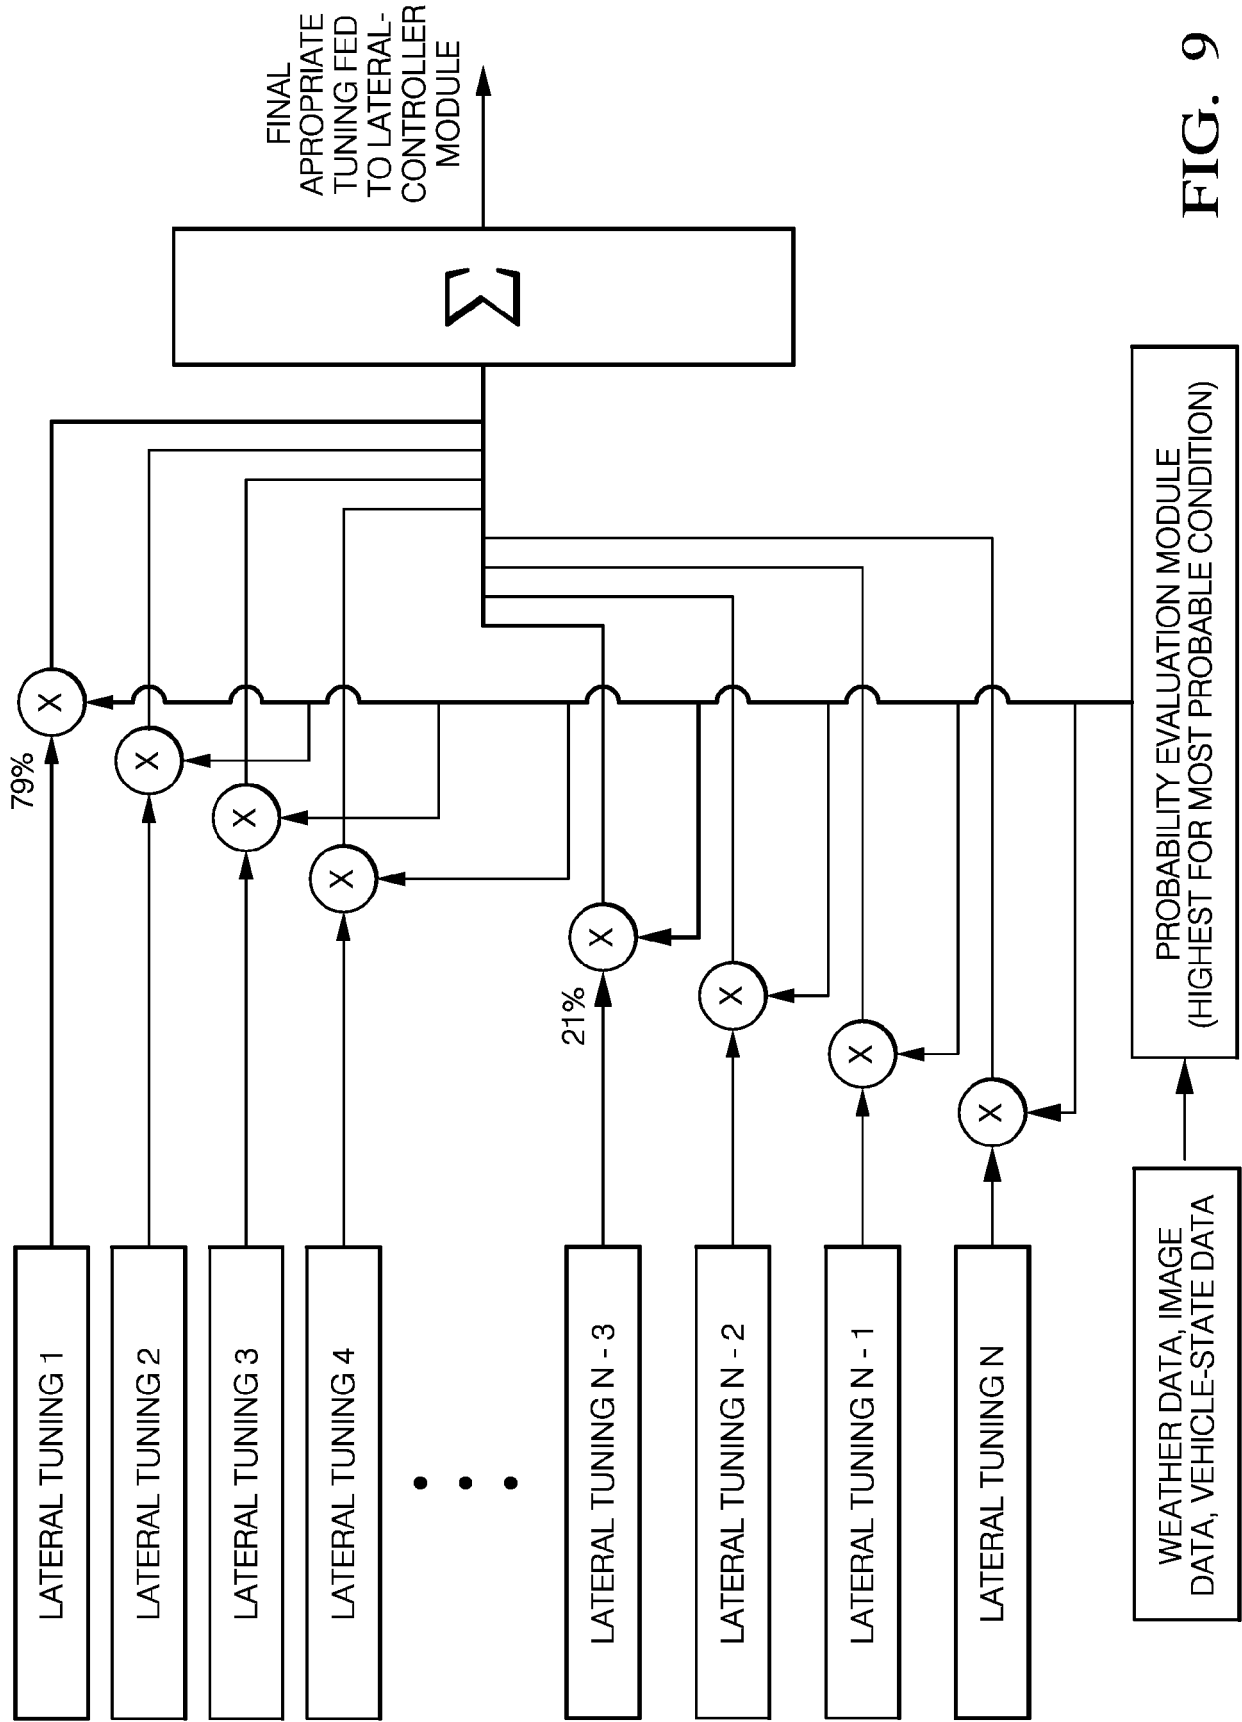 LATERAL TUNING 1
79%
X
LATERAL TUNING 2
X
LATERAL TUNING 3
X
LATERAL TUNING 4
X
LATERAL TUNING N - 3
21%
X
LATERAL TUNING N - 2
X
LATERAL TUNING N - 1
X
LATERAL TUNING N
X
Σ
FINAL
APROPRIATE
TUNING FED
TO LATERAL-
CONTROLLER
MODULE
WEATHER DATA, IMAGE
DATA, VEHICLE-STATE DATA
PROBABILITY EVALUATION MODULE
(HIGHEST FOR MOST PROBABLE CONDITION)
FIG. 9